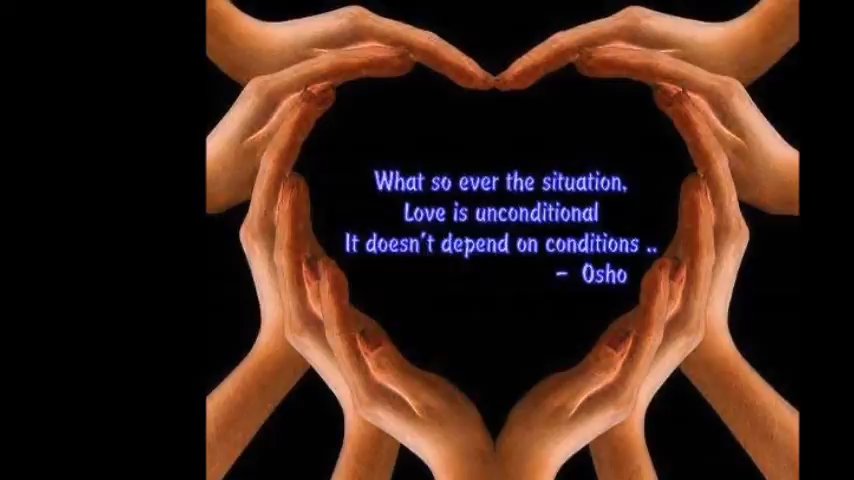 What so ever the situation,
Love is unconditional
It doesn't depend on conditions ..
- Osho